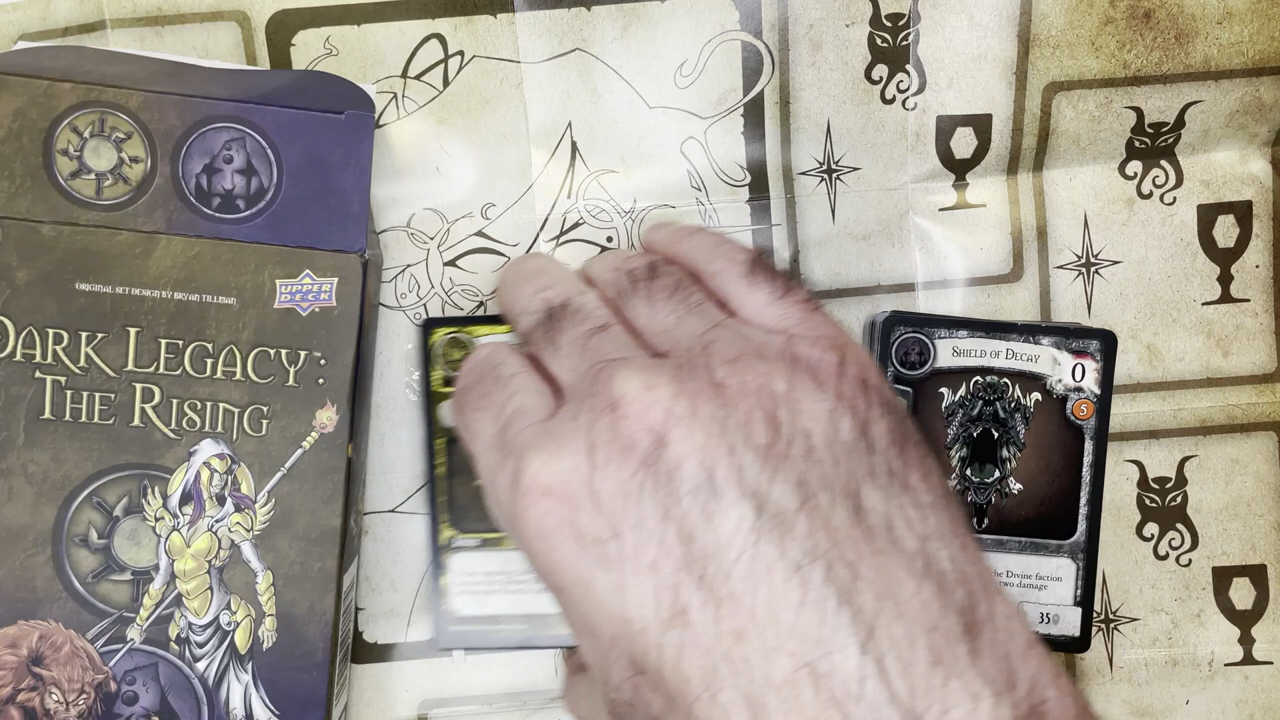 ORIGINAL SET DESIGN BY BRYAN TILLMAN
UPPER
D·E·C·K
DARK LEGACY:
THE RISING
SHIELD OF DECAY
0
5
the Divine faction
two damage
35